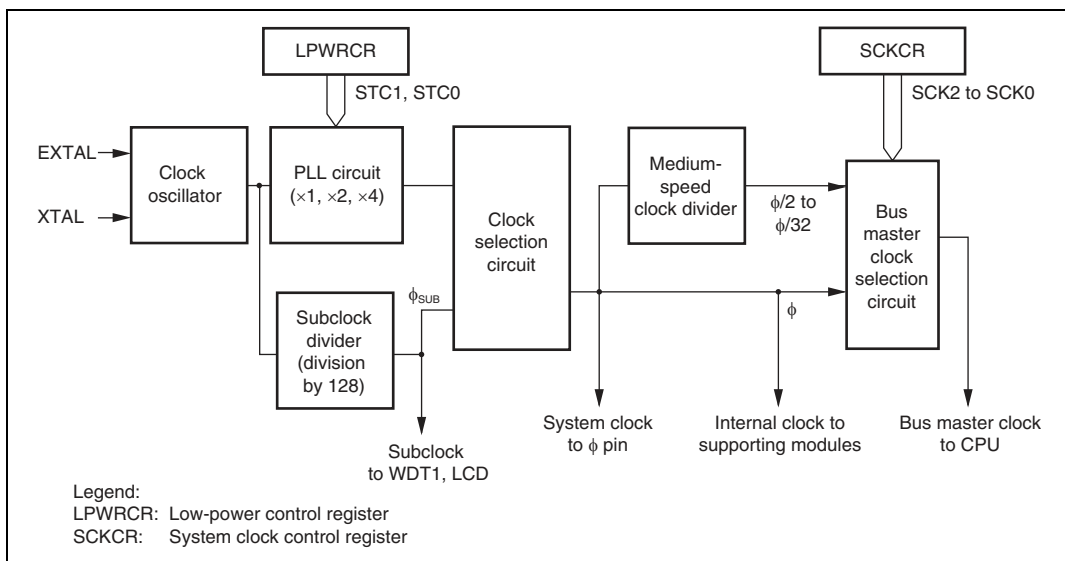 LPWRCR
SCKCR
STC1, STC0
SCK2 to SCK0
EXTAL
XTAL
Clock
oscillator
PLL circuit
(×1, ×2, ×4)
Clock
selection
circuit
Medium-
speed
clock divider
ϕ/2 to
ϕ/32
Bus
master
clock
selection
circuit
Subclock
divider
(division
by 128)
ϕSUB
ϕ
Subclock
to WDT1, LCD
System clock
to ϕ pin
Internal clock to
supporting modules
Bus master clock
to CPU
Legend:
LPWRCR: Low-power control register
SCKCR: System clock control register